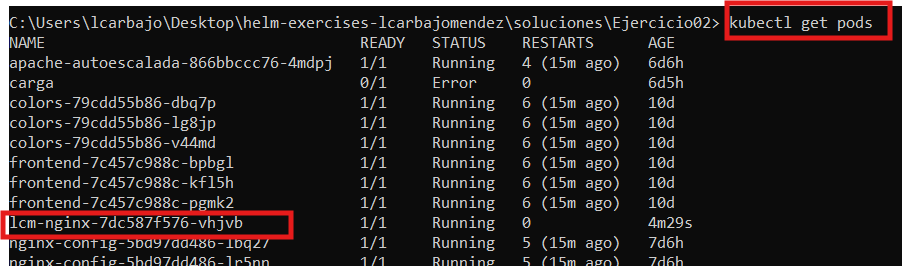 C:\Users\lcarbajo\Desktop\helm-exercises-lcarbajomendez\soluciones\Ejercicio02> kubectl get pods
NAME READY STATUS RESTARTS AGE
apache-autoescalada-866bbccc76-4mdpj 1/1 Running 4 (15m ago) 6d6h
carga 0/1 Error 0 6d5h
colors-79cdd55b86-dbq7p 1/1 Running 6 (15m ago) 10d
colors-79cdd55b86-lg8jp 1/1 Running 6 (15m ago) 10d
colors-79cdd55b86-v44md 1/1 Running 6 (15m ago) 10d
frontend-7c457c988c-bpbgl 1/1 Running 6 (15m ago) 10d
frontend-7c457c988c-kfl5h 1/1 Running 6 (15m ago) 10d
frontend-7c457c988c-pgmk2 1/1 Running 6 (15m ago) 10d
lcm-nginx-7dc587f576-vhjvb 1/1 Running 0 4m29s
nginx-config-5bd97dd486-lbq27 1/1 Running 5 (15m ago) 7d6h
nginx-config-5bd97dd486-lr5nn 1/1 Running 5 (15m ago) 7d6h